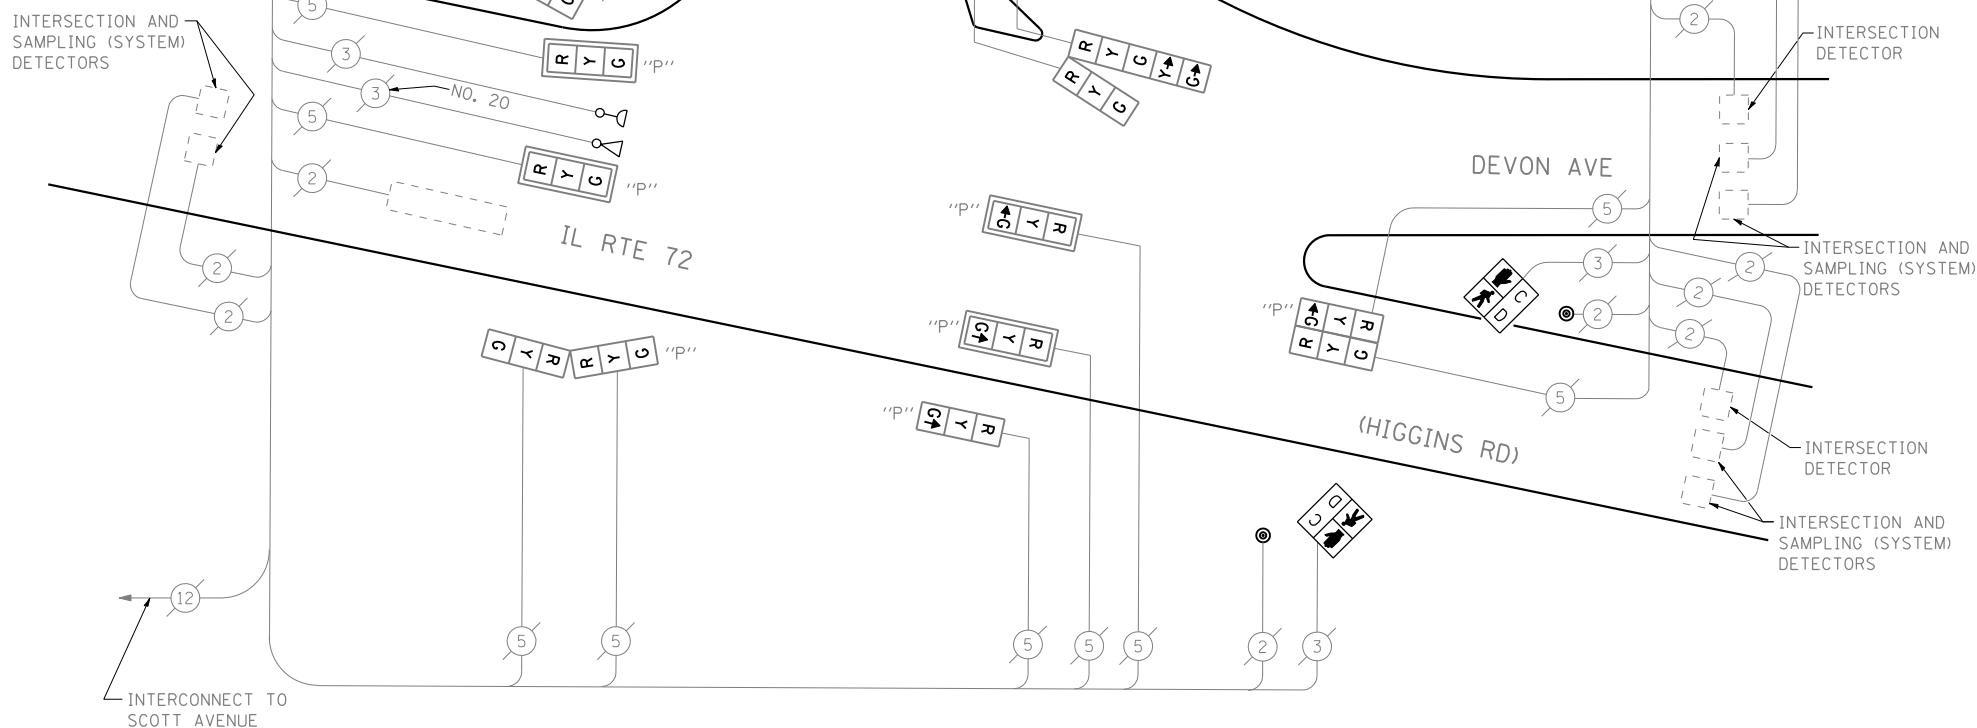 INTERSECTION AND
SAMPLING (SYSTEM)
DETECTORS
5
3
3
NO. 20
5
2
2
2
R Y G
"P"
R Y G
"P"
IL RTE 72
R Y G Y G
R Y G
2
INTERSECTION
DETECTOR
DEVON AVE
5
3
2
2
2
2
INTERSECTION AND
SAMPLING (SYSTEM)
DETECTORS
"P"
G Y R
"P"
G Y R
"P"
G Y R
"P"
G Y R
R Y G
C
D
5
G Y R
R Y G
"P"
(HIGGINS RD)
INTERSECTION
DETECTOR
INTERSECTION AND
SAMPLING (SYSTEM)
DETECTORS
D
C
12
5
5
5
5
5
2
3
INTERCONNECT TO
SCOTT AVENUE